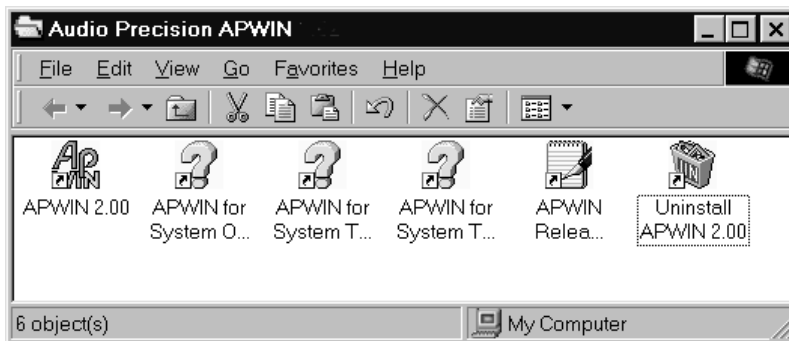 Audio Precision APWIN
File Edit View Go Favorites Help
APWIN 2.00
APWIN for
System O...
APWIN for
System T...
APWIN for
System T...
APWIN
Relea...
Uninstall
APWIN 2.00
6 object(s)
My Computer